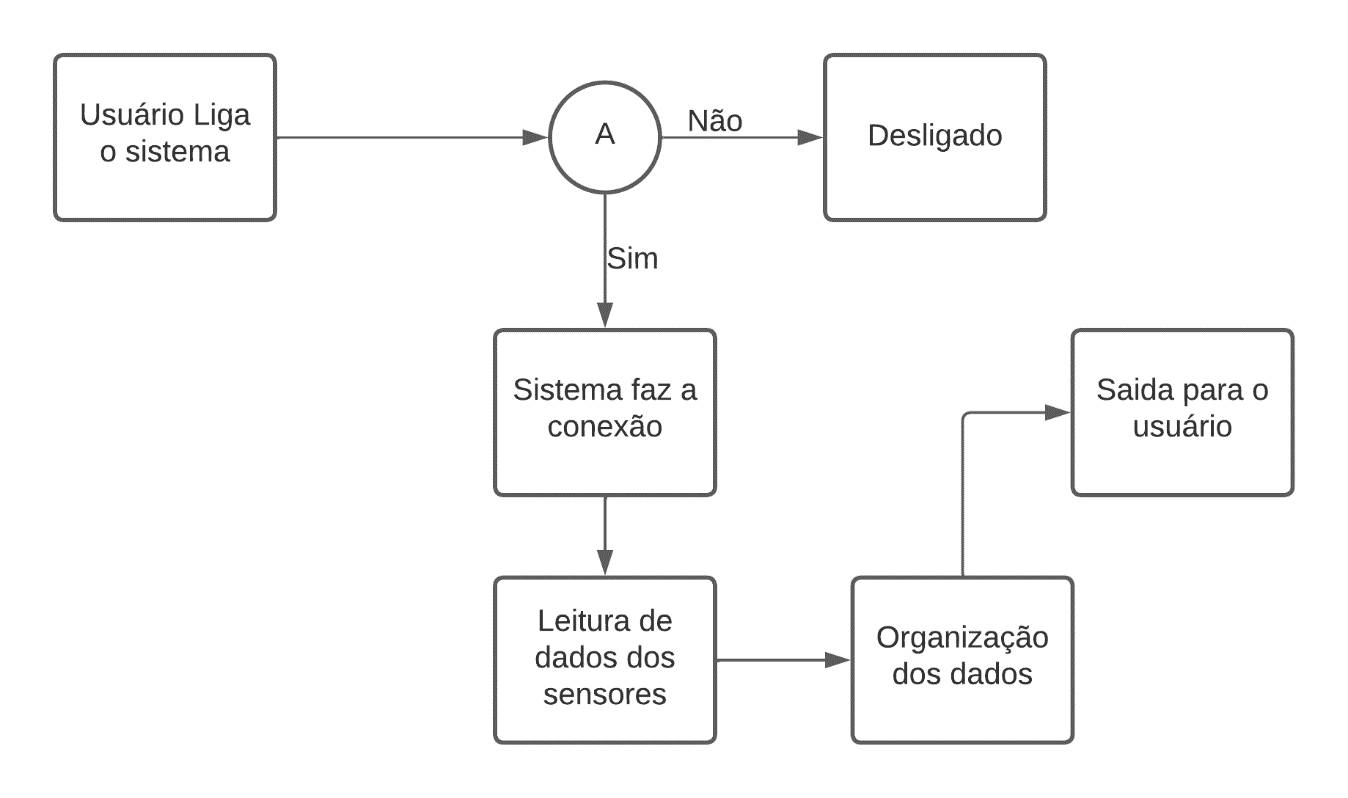 Usuário Liga
o sistema
A
Não
Desligado
Sim
Sistema faz a
conexão
Saida para o
usuário
Leitura de
dados dos
sensores
Organização
dos dados